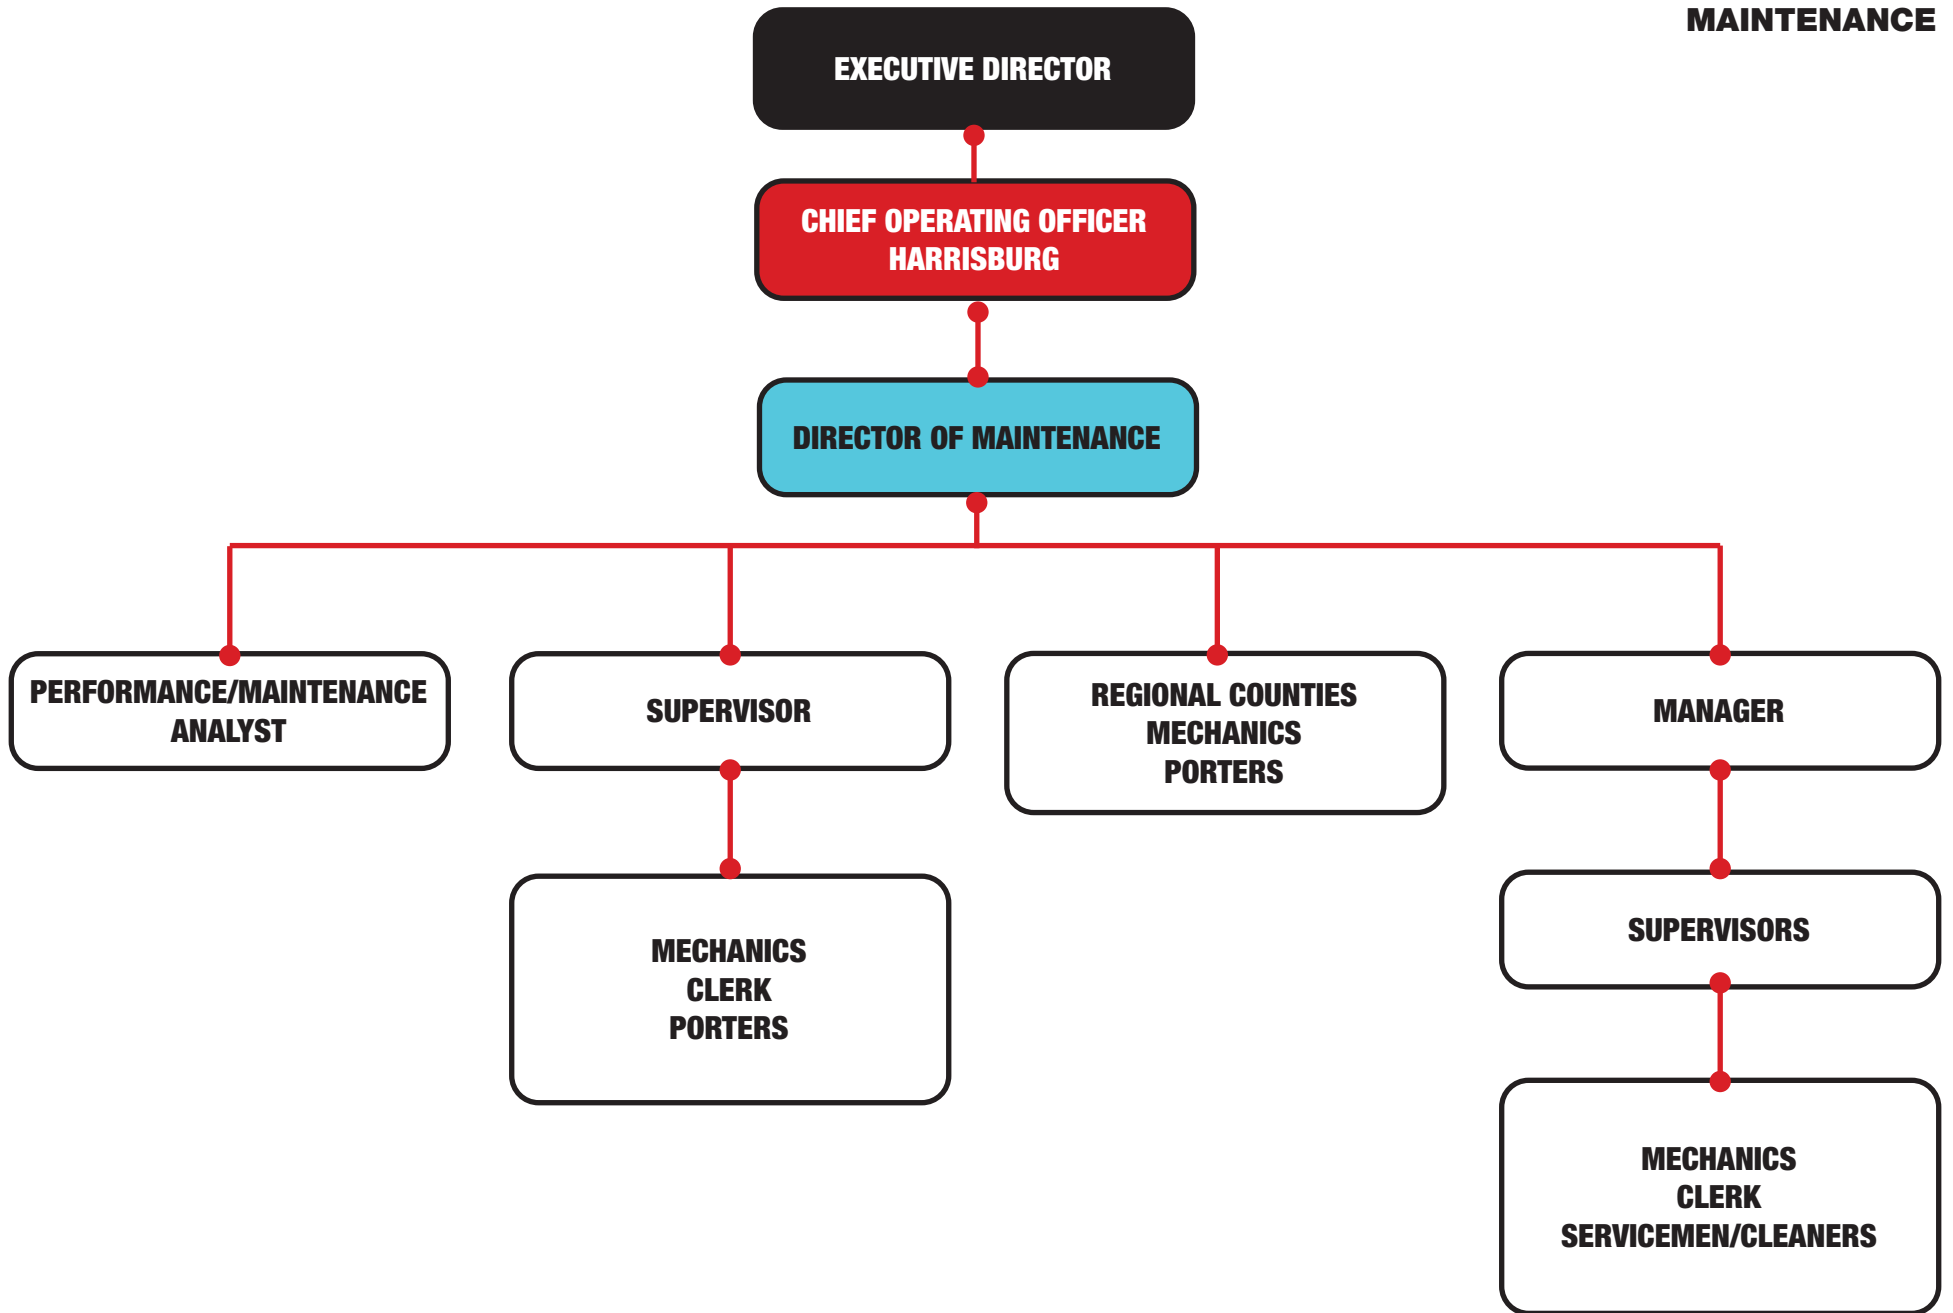 MAINTENANCE
EXECUTIVE DIRECTOR
CHIEF OPERATING OFFICER
HARRISBURG
DIRECTOR OF MAINTENANCE
PERFORMANCE/MAINTENANCE
ANALYST
SUPERVISOR
REGIONAL COUNTIES
MECHANICS
PORTERS
MANAGER
MECHANICS
CLERK
PORTERS
SUPERVISORS
MECHANICS
CLERK
SERVICEMEN/CLEANERS